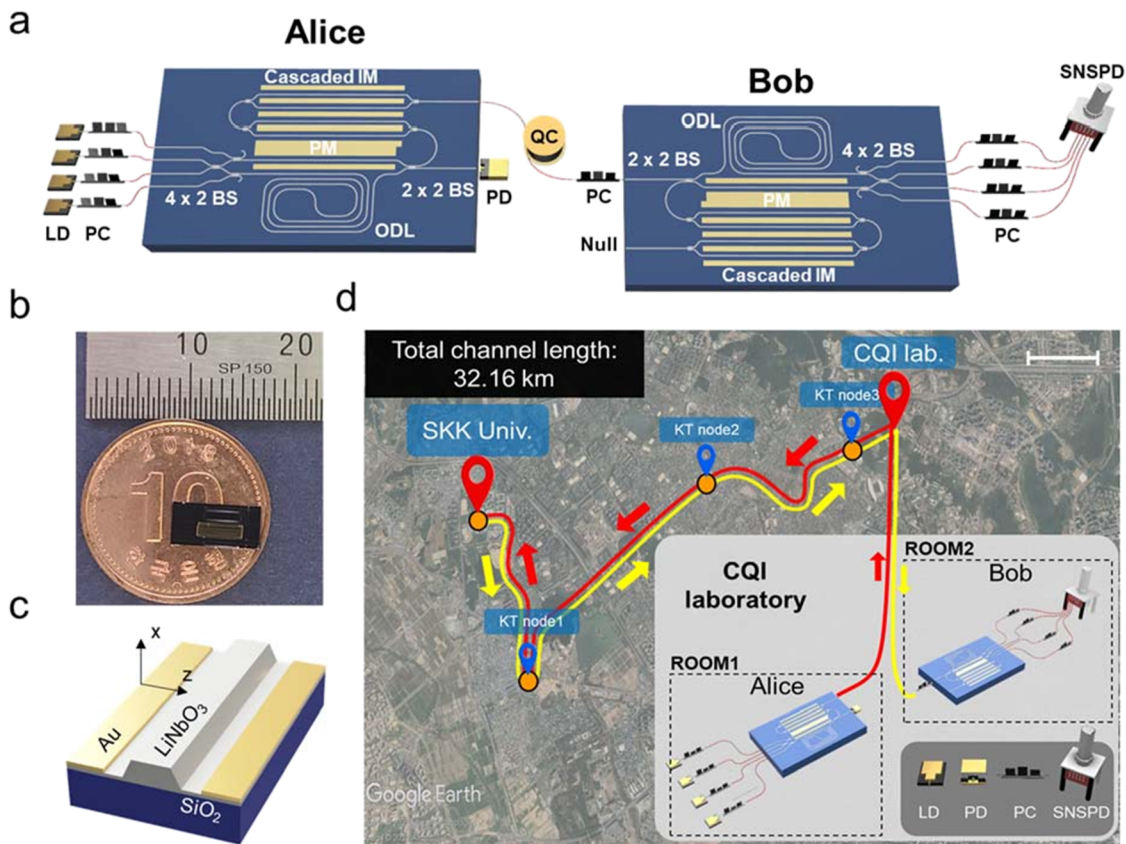 a
Alice
Cascaded IM
PM
4 x 2 BS
2 x 2 BS
ODL
LD
PC
PD
QC
PC
Bob
ODL
2 x 2 BS
4 x 2 BS
PM
Null
Cascaded IM
PC
SNSPD
b
10
20
SP 150
10
c
X
Z
Au
LiNbO3
SiO2
d
Total channel length:
32.16 km
CQI lab.
KT node3
KT node2
SKK Univ.
KT node1
CQI
laboratory
ROOM1
Alice
ROOM2
Bob
LD
PD
PC
SNSPD
Google Earth